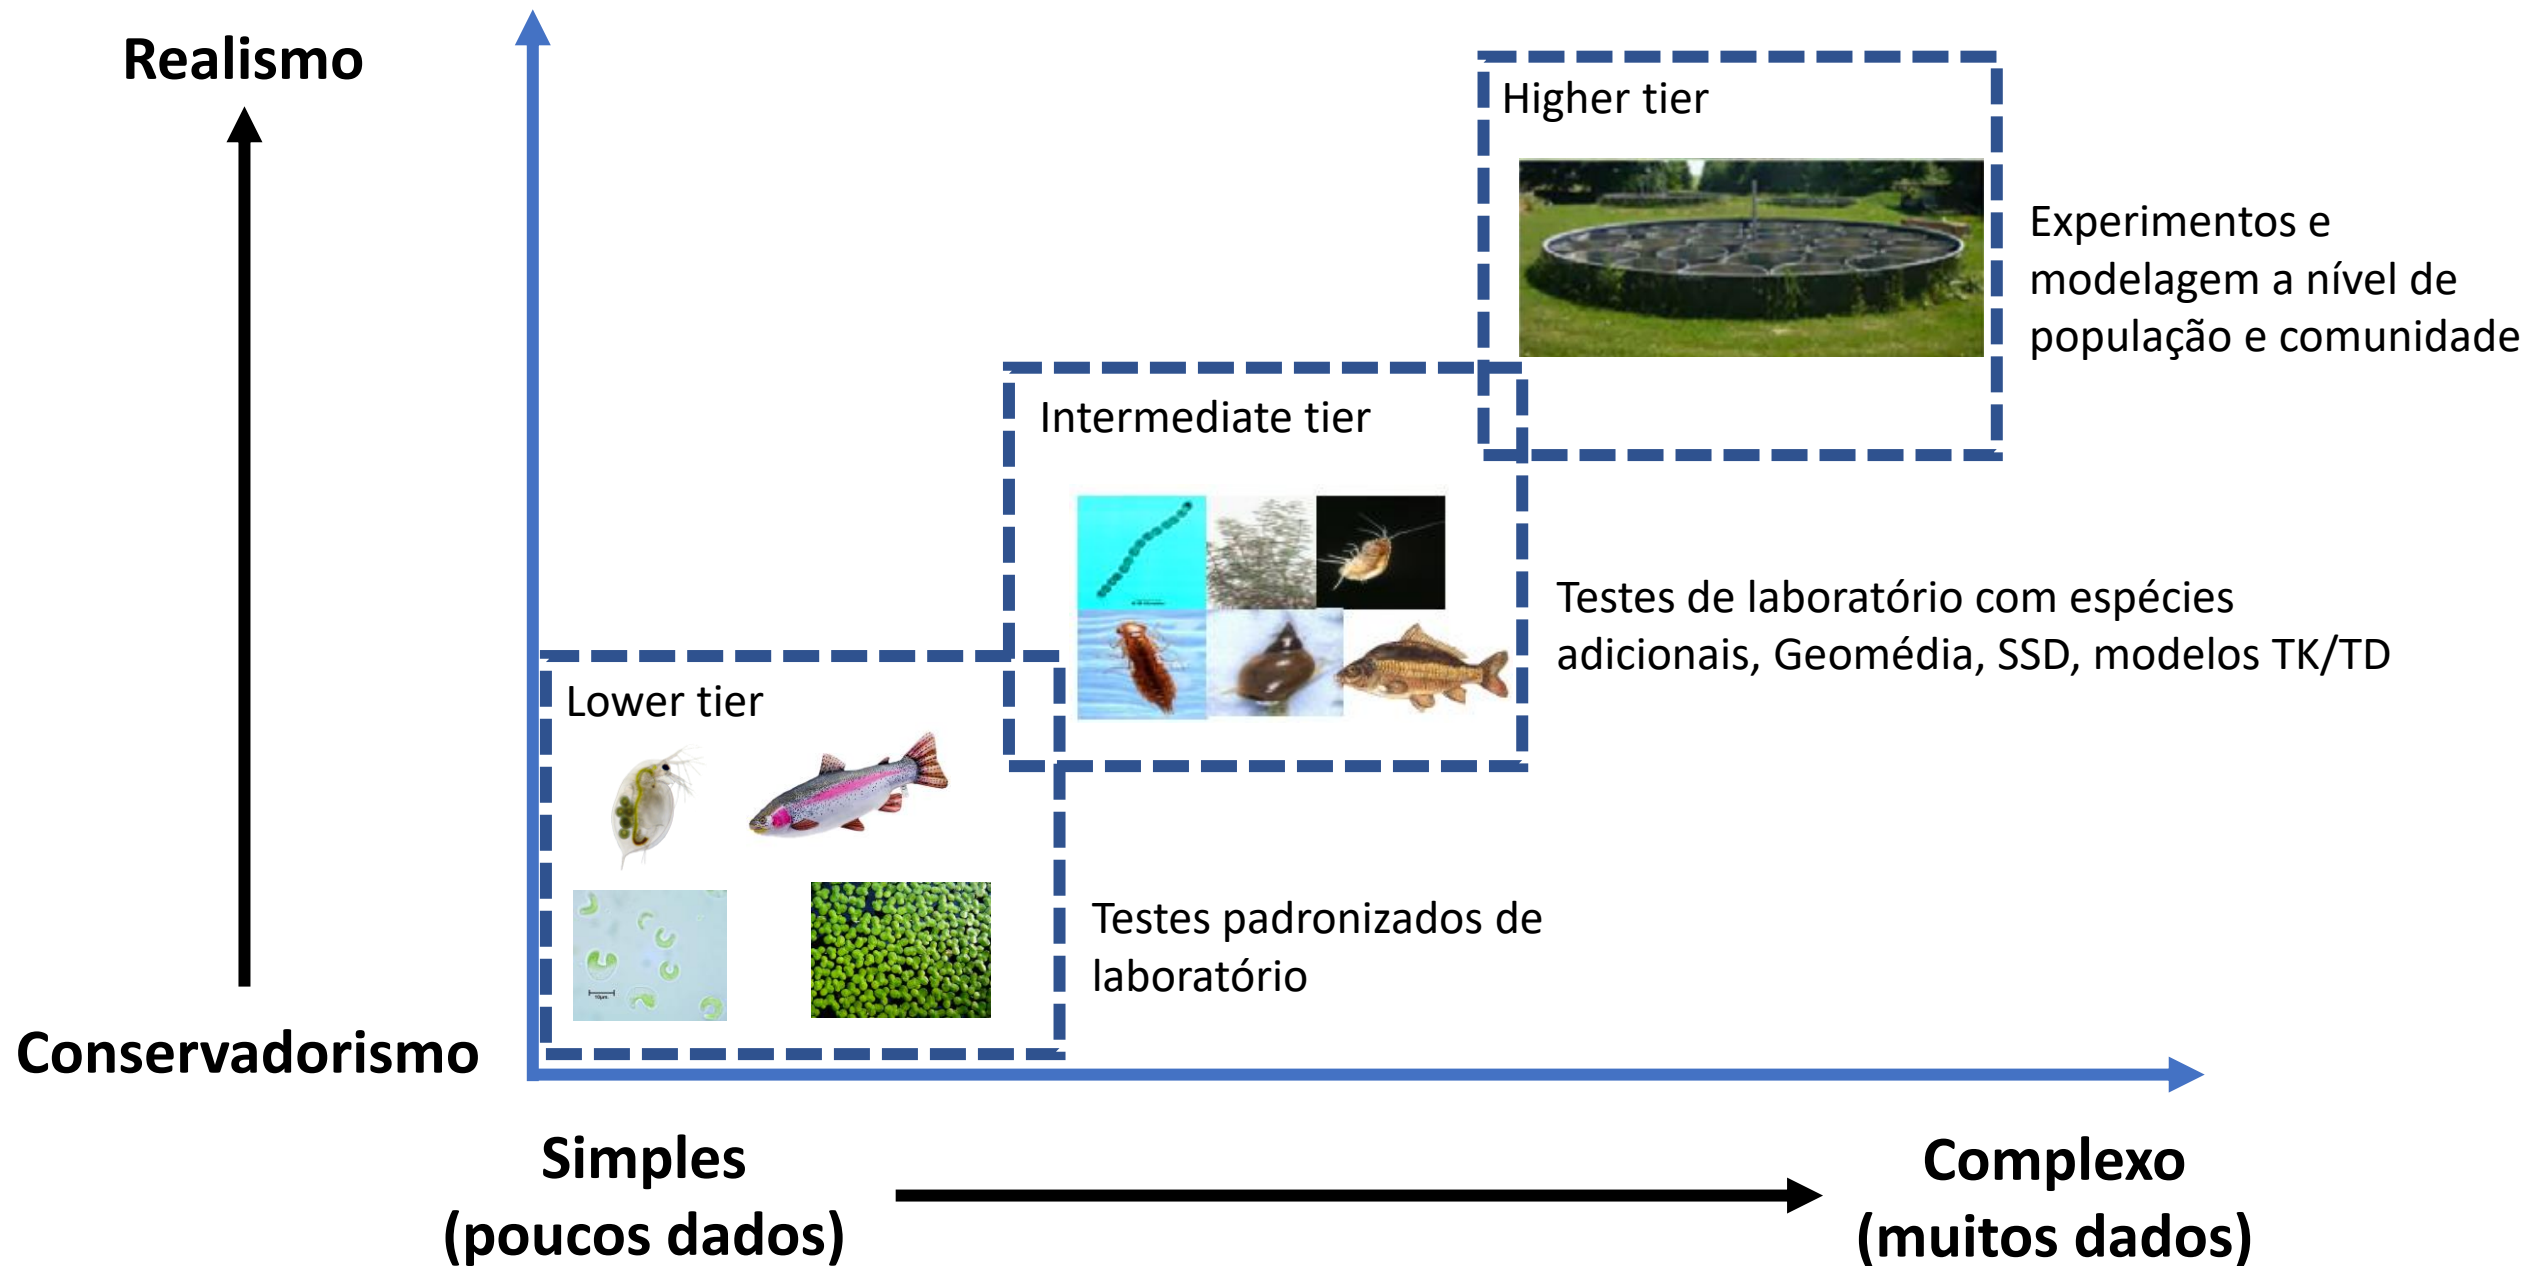 Realismo
Higher tier
Experimentos e
modelagem a nível de
população e comunidade
Intermediate tier
Testes de laboratório com espécies
adicionais, Geomédia, SSD, modelos TK/TD
Lower tier
Testes padronizados de
laboratório
10µm
Conservadorismo
Simples
(poucos dados)
Complexo
(muitos dados)